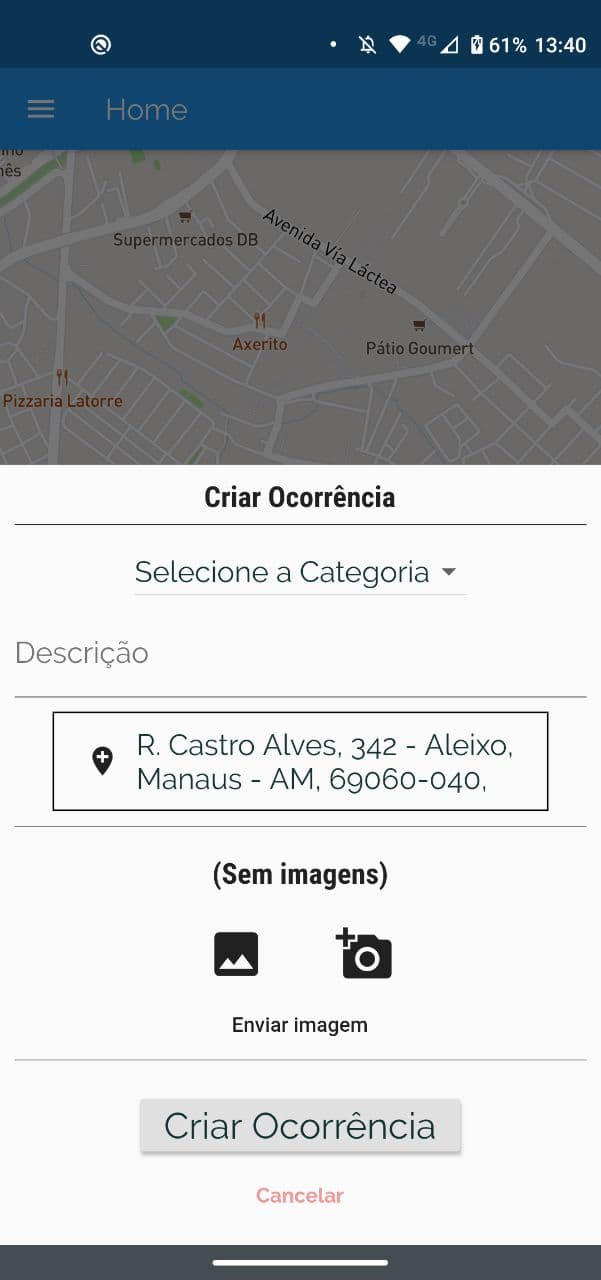 4G 61% 13:40
Home
ês
Supermercados DB
Avenida Via Láctea
Axerito
Pátio Goumert
Pizzaria Latorre
Criar Ocorrência
Selecione a Categoria
Descrição
R. Castro Alves, 342 - Aleixo,
Manaus - AM, 69060-040,
(Sem imagens)
Enviar imagem
Criar Ocorrência
Cancelar